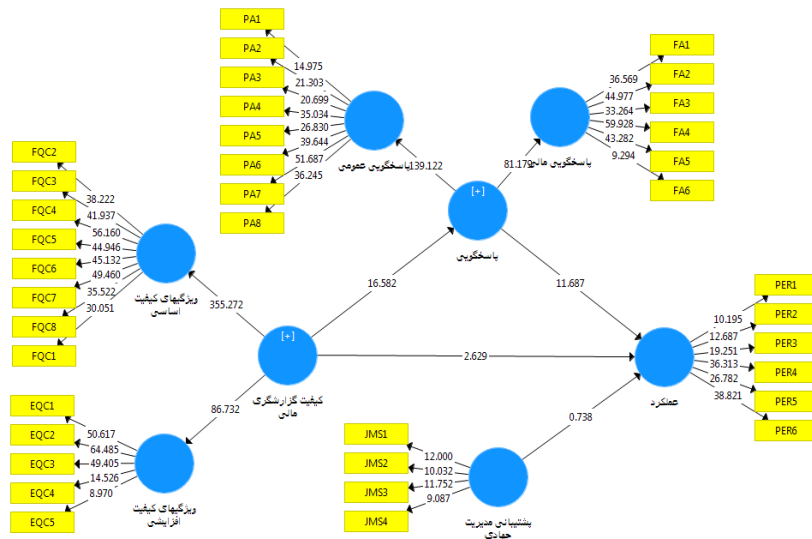 PA1
PA2
PA3
PA4
PA5
PA6
PA7
PA8
14.975
21.303
20.699
35.034
26.830
39.644
51.687
36.245
پاسخگویی عمومی
139.122
FA1
FA2
FA3
FA4
FA5
FA6
36.569
44.977
33.264
59.928
43.282
9.294
پاسخگویی مالی
81.179
[+]
پاسخگویی
FQC2
FQC3
FQC4
FQC5
FQC6
FQC7
FQC8
FQC1
38.222
41.937
56.160
44.946
45.132
49.460
35.522
30.051
ویژگیهای کیفیت
اساسی
355.272
16.582
11.687
[+]
کیفیت گزارشگری
مالی
2.629
86.732
PER1
PER2
PER3
PER4
PER5
PER6
10.195
12.687
19.251
36.313
26.782
38.821
عملکرد
0.738
EQC1
EQC2
EQC3
EQC4
EQC5
50.617
64.485
49.405
14.526
8.970
ویژگیهای کیفیت
افزایشی
JMS1
JMS2
JMS3
JMS4
12.000
10.032
11.752
9.087
پشتیبانی مدیریت
جهادی